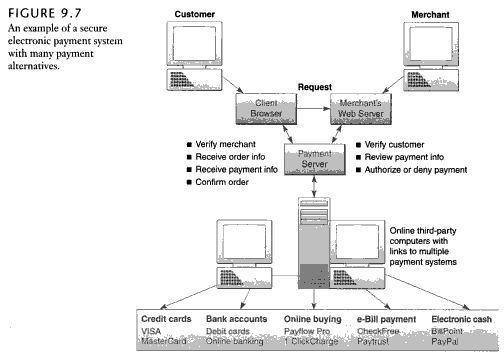 FIGURE 9.7
An example of a secure
electronic payment system
with many payment
alternatives.
Customer
Merchant
Request
Client
Browser
Merchant's
Web Server
■ Verify merchant
■ Receive order info
■ Receive payment info
■ Confirm order
Payment
Server
■ Verify customer
■ Review payment info
■ Authorize or deny payment
Online third-party
computers with
links to multiple
payment systems
Credit cards
VISA
MasterCard
Bank accounts
Debit cards
Online banking
Online buying
Payflow Pro
1 ClickCharge
e-Bill payment
CheckFree
Paytrust
Electronic cash
BillPoint
PayPal